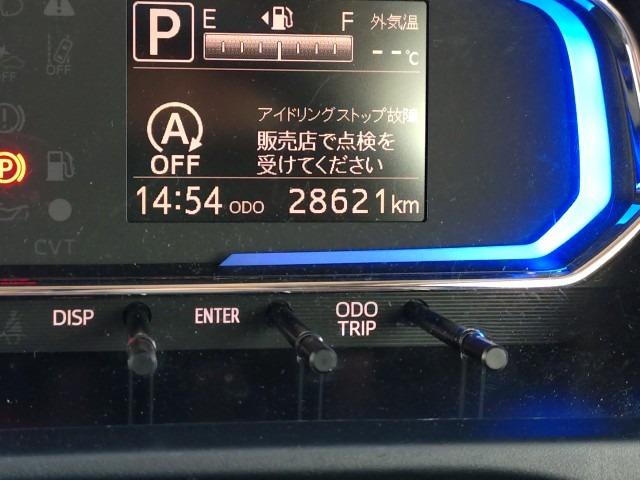 P E F 外気温
--℃
アイドリングストップ故障
A
OFF
販売店で点検を
受けてください
14:54 ODO 28621km
OFF
P
CVT
DISP ENTER ODO
TRIP